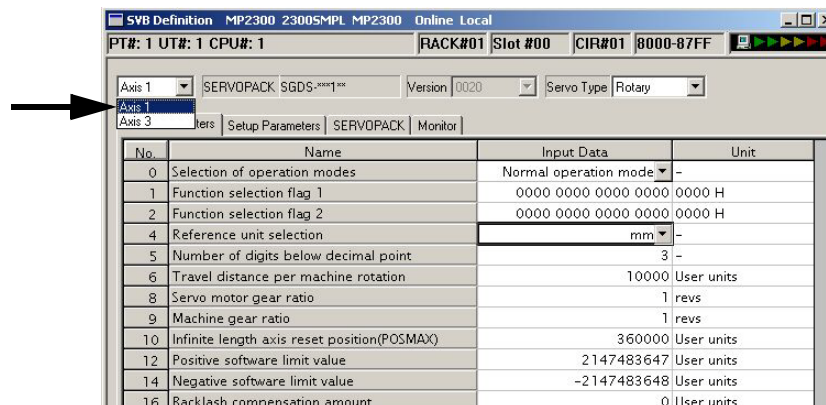 SVB Definition MP2300 2300SMPL MP2300 Online Local
PT#: 1 UT#: 1 CPU#: 1 RACK#01 Slot #00 CIR#01 8000-87FF
Axis 1 SERVOPACK SGDS-***1** Version 0020 Servo Type Rotary
Axis 1
Axis 3
Setup Parameters SERVOPACK Monitor
No. Name Input Data Unit
0 Selection of operation modes Normal operation mode -
1 Function selection flag 1 0000 0000 0000 0000 0000 H
2 Function selection flag 2 0000 0000 0000 0000 0000 H
4 Reference unit selection mm -
5 Number of digits below decimal point 3 -
6 Travel distance per machine rotation 10000 User units
8 Servo motor gear ratio 1 revs
9 Machine gear ratio 1 revs
10 Infinite length axis reset position(POSMAX) 360000 User units
12 Positive software limit value 2147483647 User units
14 Negative software limit value -2147483648 User units
16 Backlash compensation amount 0 User units